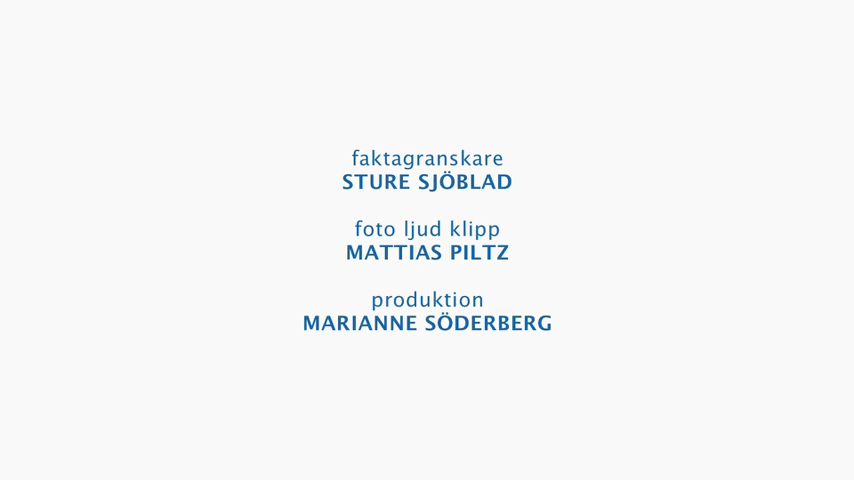 faktagranskare
STURE SJÖBLAD
foto ljud klipp
MATTIAS PILTZ
produktion
MARIANNE SÖDERBERG